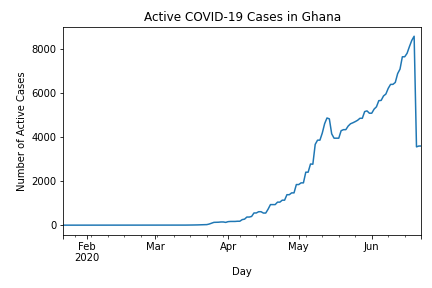 Active COVID-19 Cases in Ghana
Number of Active Cases
8000
6000
4000
2000
0
Feb Mar Apr May Jun
2020
Day